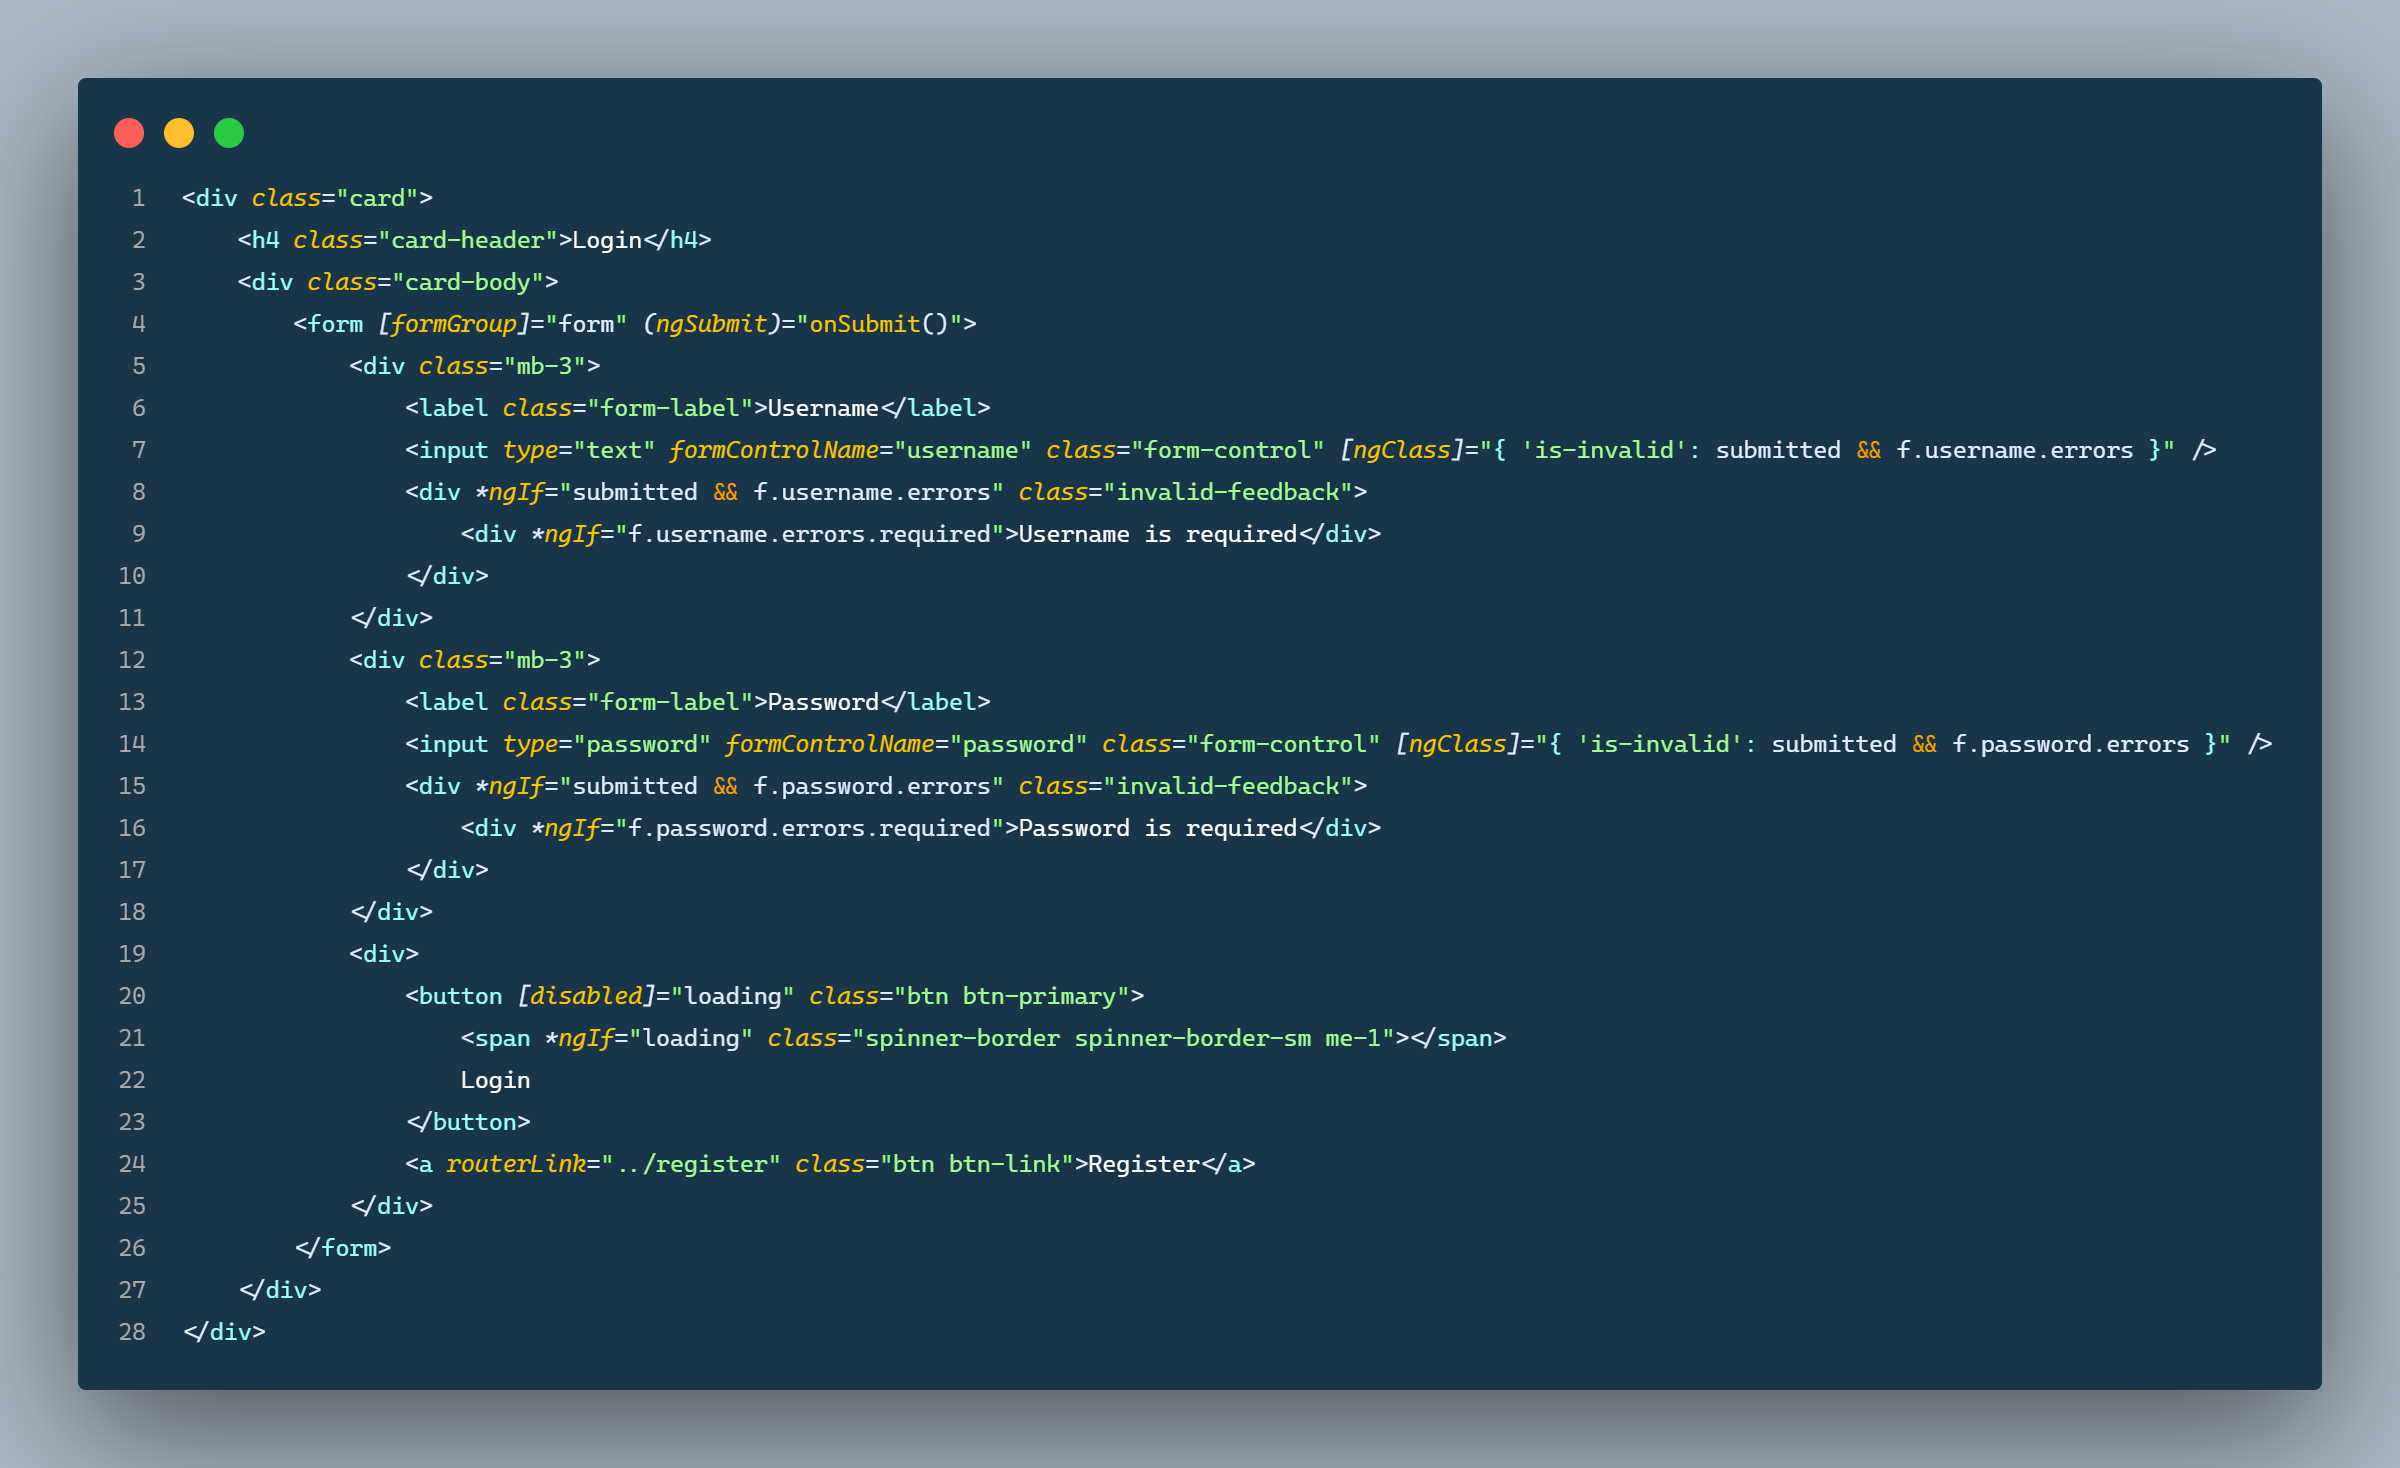 1 <div class="card">
2     <h4 class="card-header">Login</h4>
3     <div class="card-body">
4         <form [formGroup]="form" (ngSubmit)="onSubmit()">
5             <div class="mb-3">
6                 <label class="form-label">Username</label>
7                 <input type="text" formControlName="username" class="form-control" [ngClass]="{ 'is-invalid': submitted && f.username.errors }" />
8                 <div *ngIf="submitted && f.username.errors" class="invalid-feedback">
9                     <div *ngIf="f.username.errors.required">Username is required</div>
10                 </div>
11             </div>
12             <div class="mb-3">
13                 <label class="form-label">Password</label>
14                 <input type="password" formControlName="password" class="form-control" [ngClass]="{ 'is-invalid': submitted && f.password.errors }" />
15                 <div *ngIf="submitted && f.password.errors" class="invalid-feedback">
16                     <div *ngIf="f.password.errors.required">Password is required</div>
17                 </div>
18             </div>
19             <div>
20                 <button [disabled]="loading" class="btn btn-primary">
21                     <span *ngIf="loading" class="spinner-border spinner-border-sm me-1"></span>
22                     Login
23                 </button>
24                 <a routerLink="../register" class="btn btn-link">Register</a>
25             </div>
26         </form>
27     </div>
28 </div>